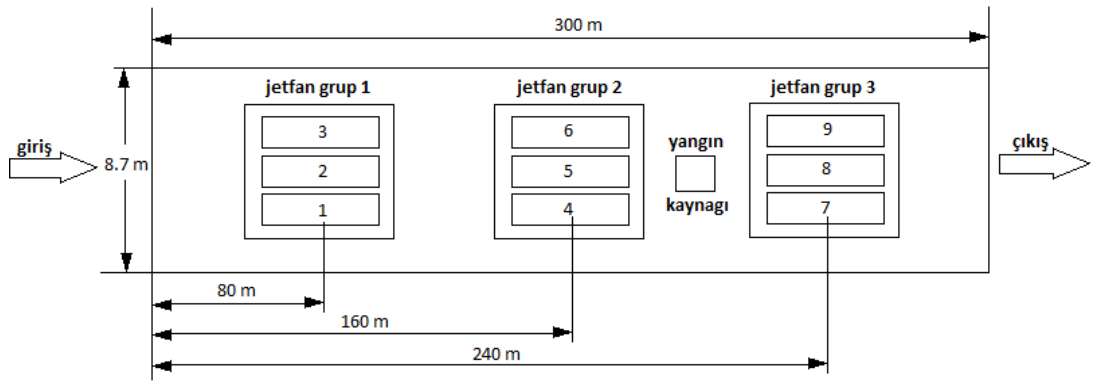 300 m
jetfan grup 1
jetfan grup 2
jetfan grup 3
3
6
9
giriş
8.7 m
2
5
yangın
kaynagı
8
çıkış
1
4
7
80 m
160 m
240 m